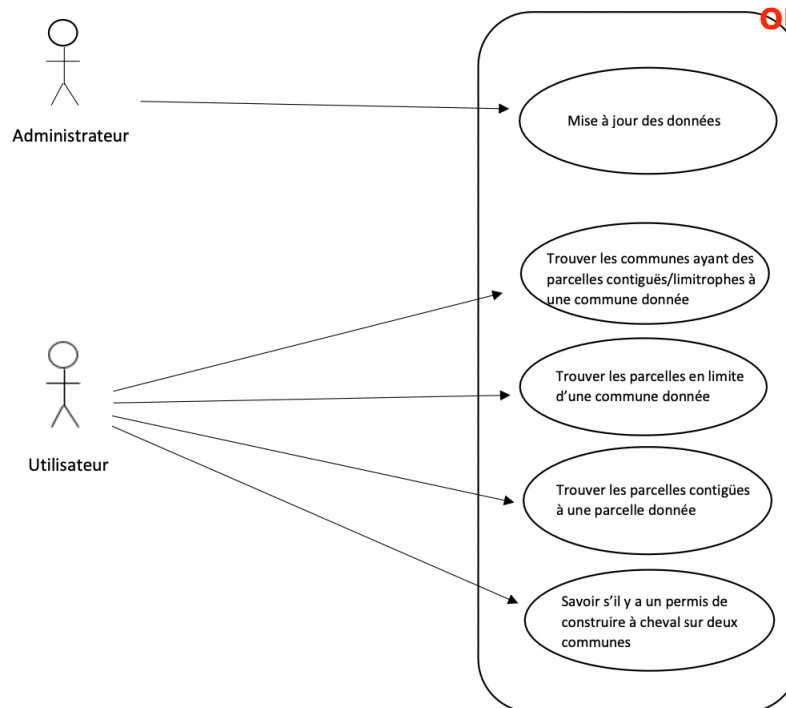 Administrateur
Mise à jour des données
Trouver les communes ayant des
parcelles contiguës/limitrophes à
une commune donnée
Trouver les parcelles en limite
d'une commune donnée
Utilisateur
Trouver les parcelles contigües
à une parcelle donnée
Savoir s'il y a un permis de
construire à cheval sur deux
communes